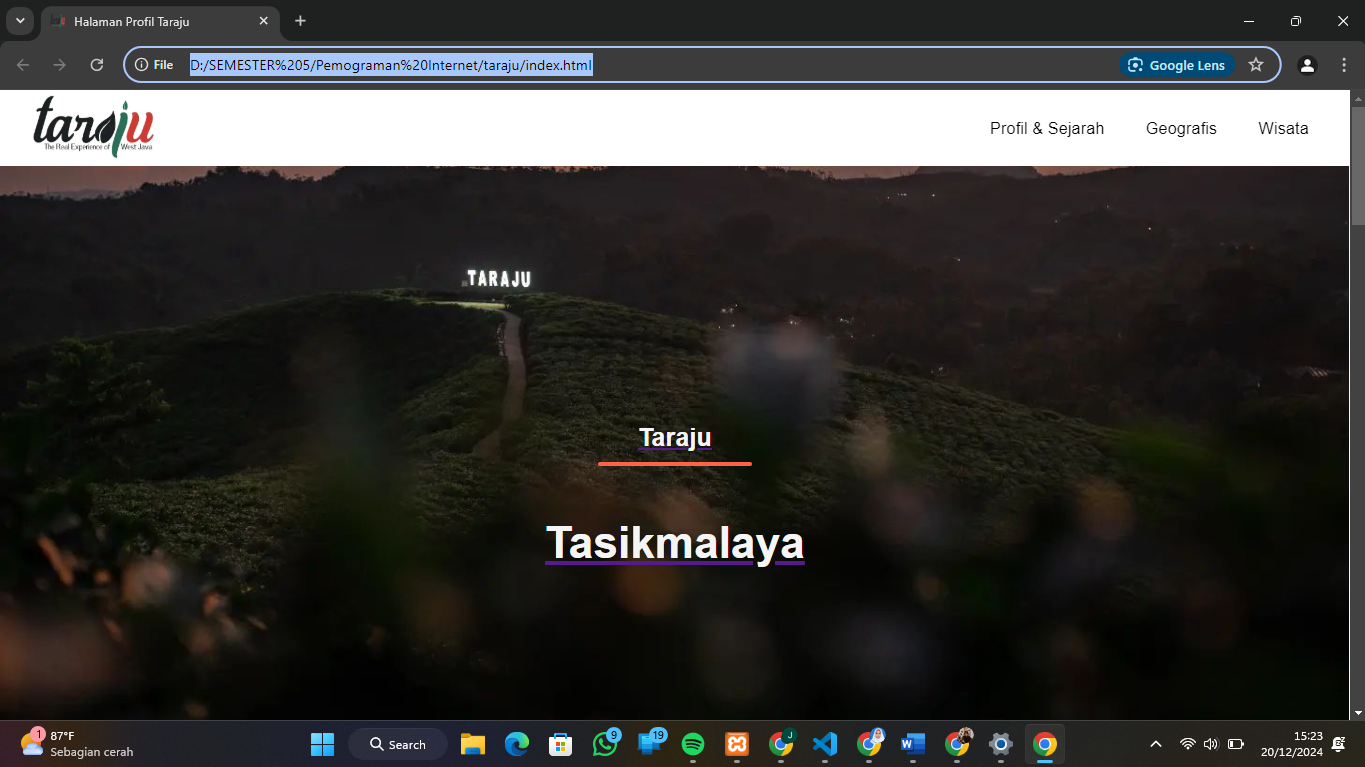 Halaman Profil Taraju
File
D:/SEMESTER%205/Pemograman%20Internet/taraju/index.html
Google Lens
taraju
The Real Experience of West Java
Profil & Sejarah
Geografis
Wisata
TARAJU
Taraju
Tasikmalaya
1
87°F
Sebagian cerah
Search
9
19
J
W
15:23
20/12/2024